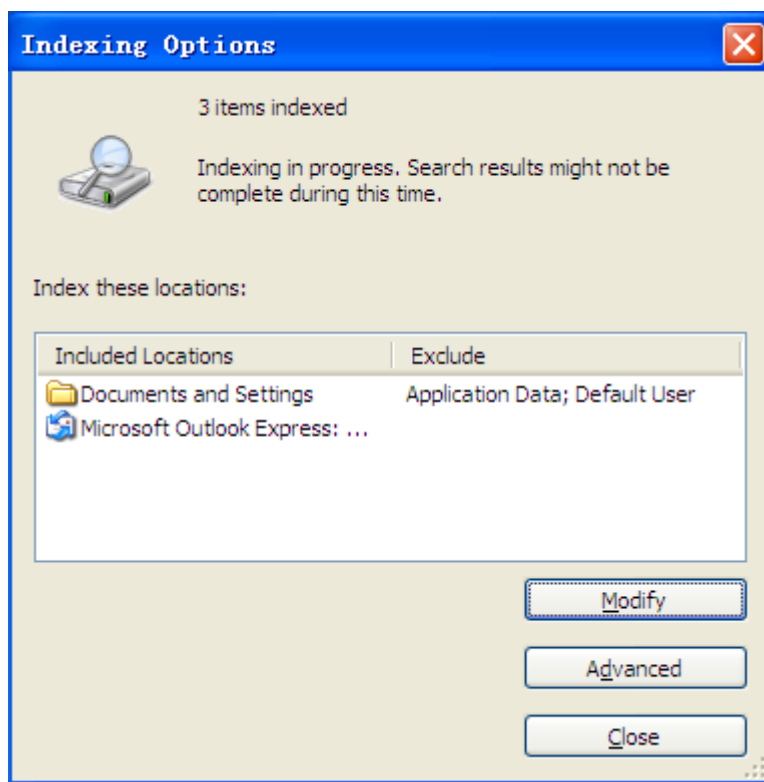 Indexing Options
3 items indexed
Indexing in progress. Search results might not be
complete during this time.
Index these locations:
Included Locations Exclude
Documents and Settings Application Data; Default User
Microsoft Outlook Express: ...
Modify
Advanced
Close